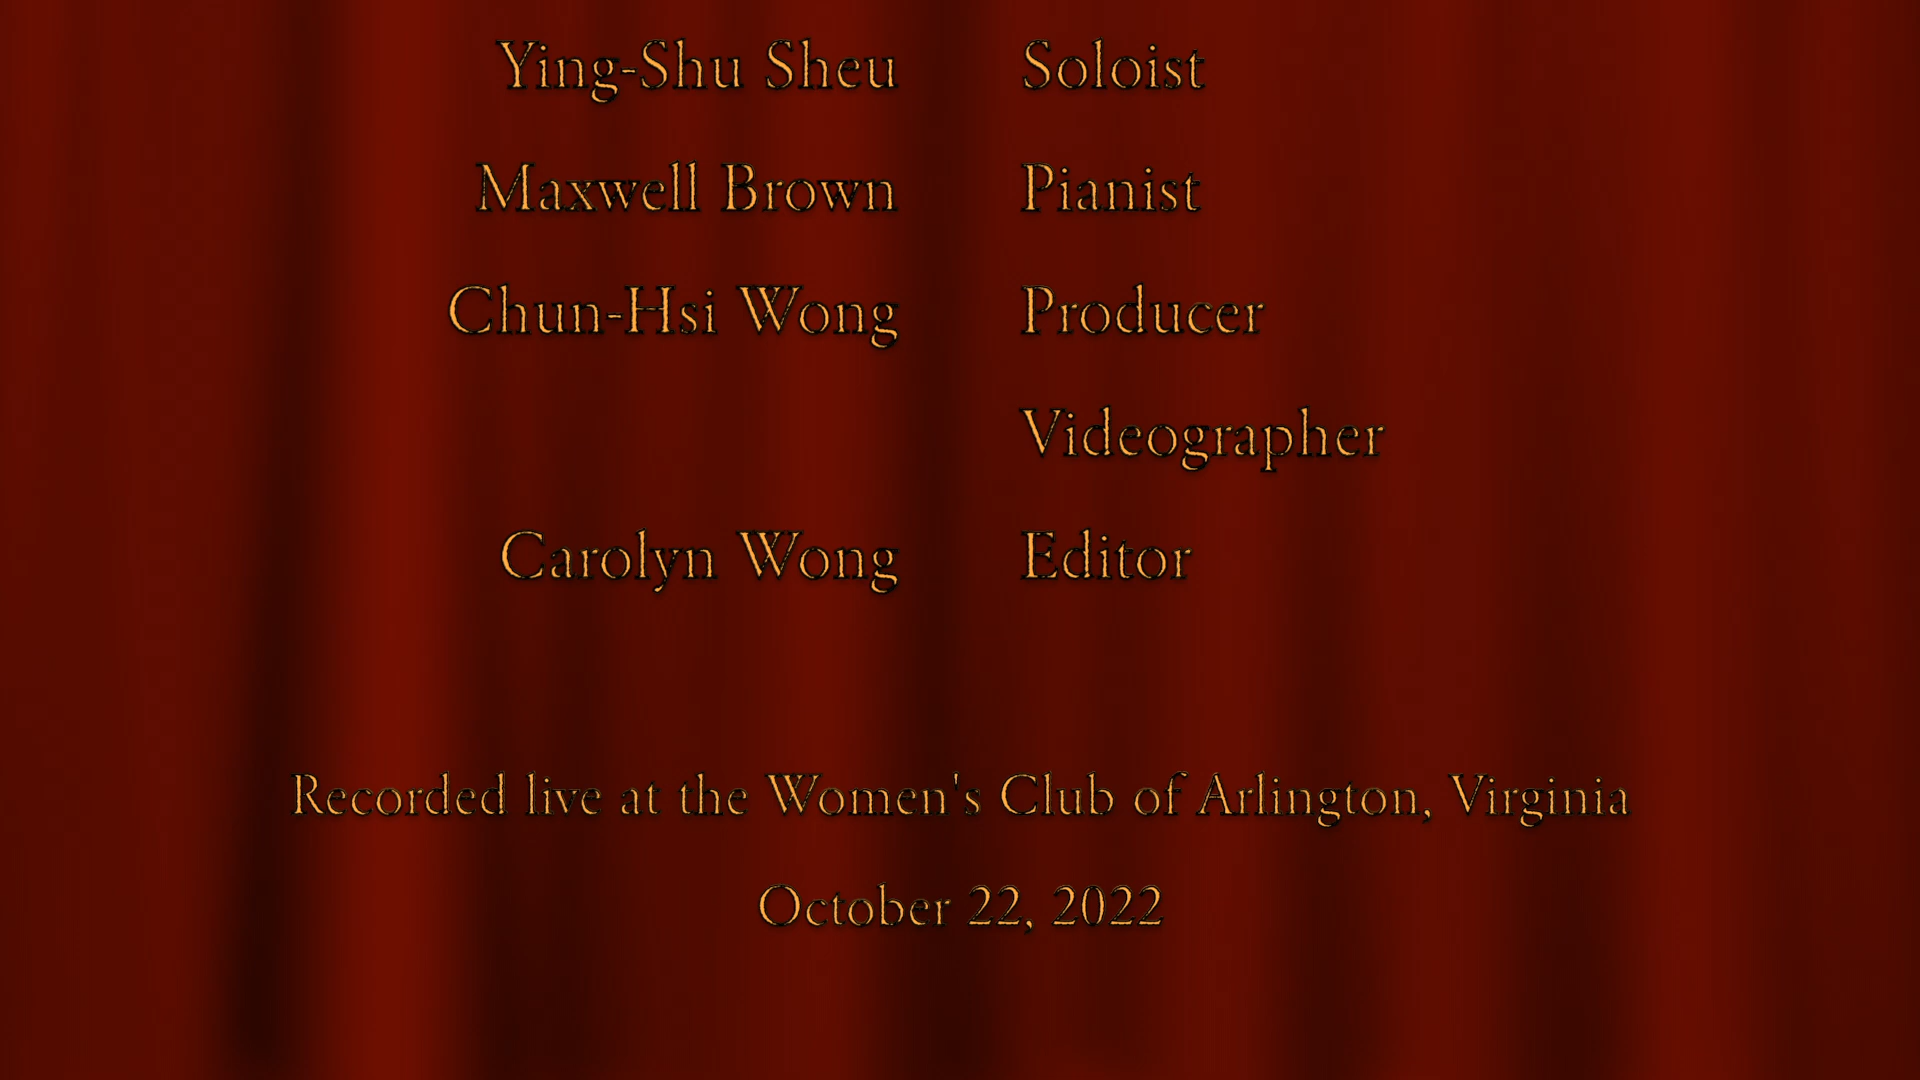 Ying-Shu Sheu Soloist
Maxwell Brown Pianist
Chun-Hsi Wong Producer
Videographer
Carolyn Wong Editor
Recorded live at the Women's Club of Arlington, Virginia
October 22, 2022